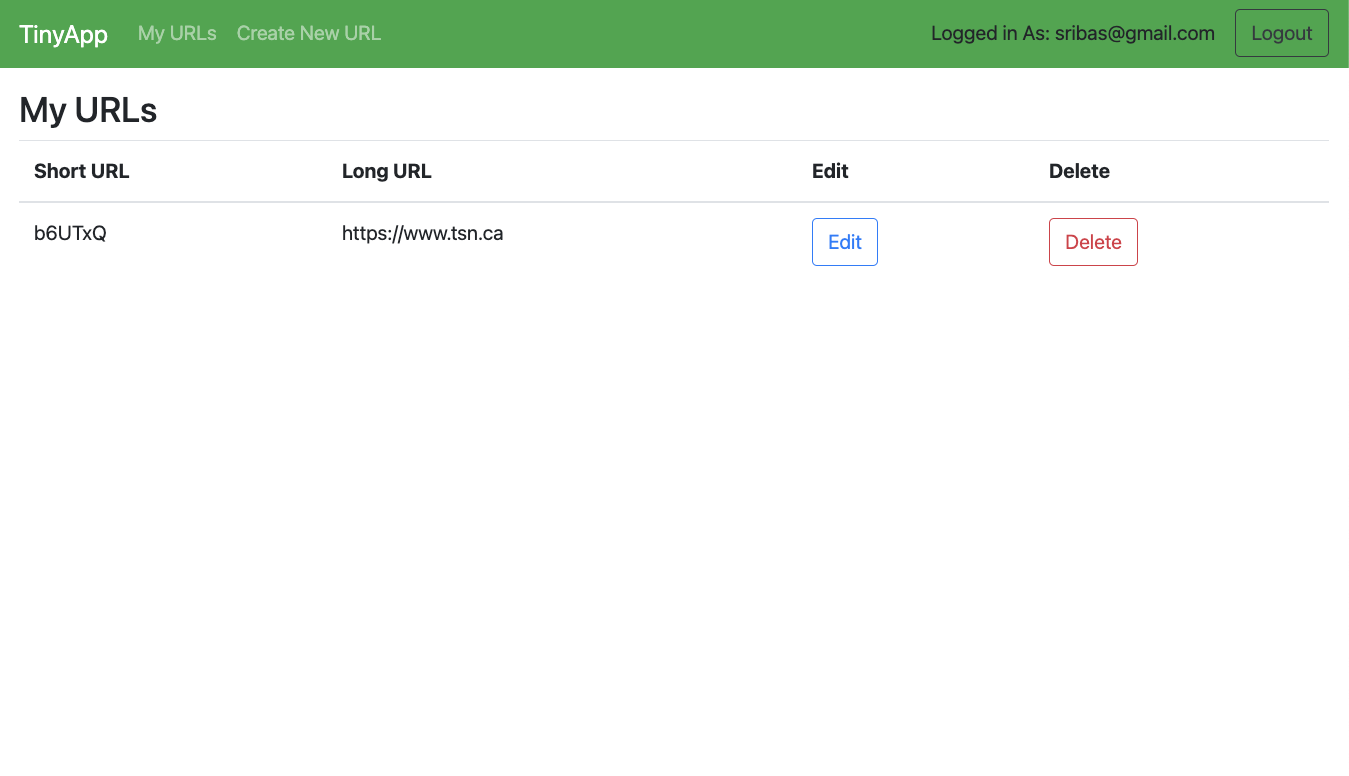 TinyApp My URLs Create New URL Logged in As: sribas@gmail.com Logout
My URLs
Short URL Long URL Edit Delete
b6UTxQ https://www.tsn.ca Edit Delete